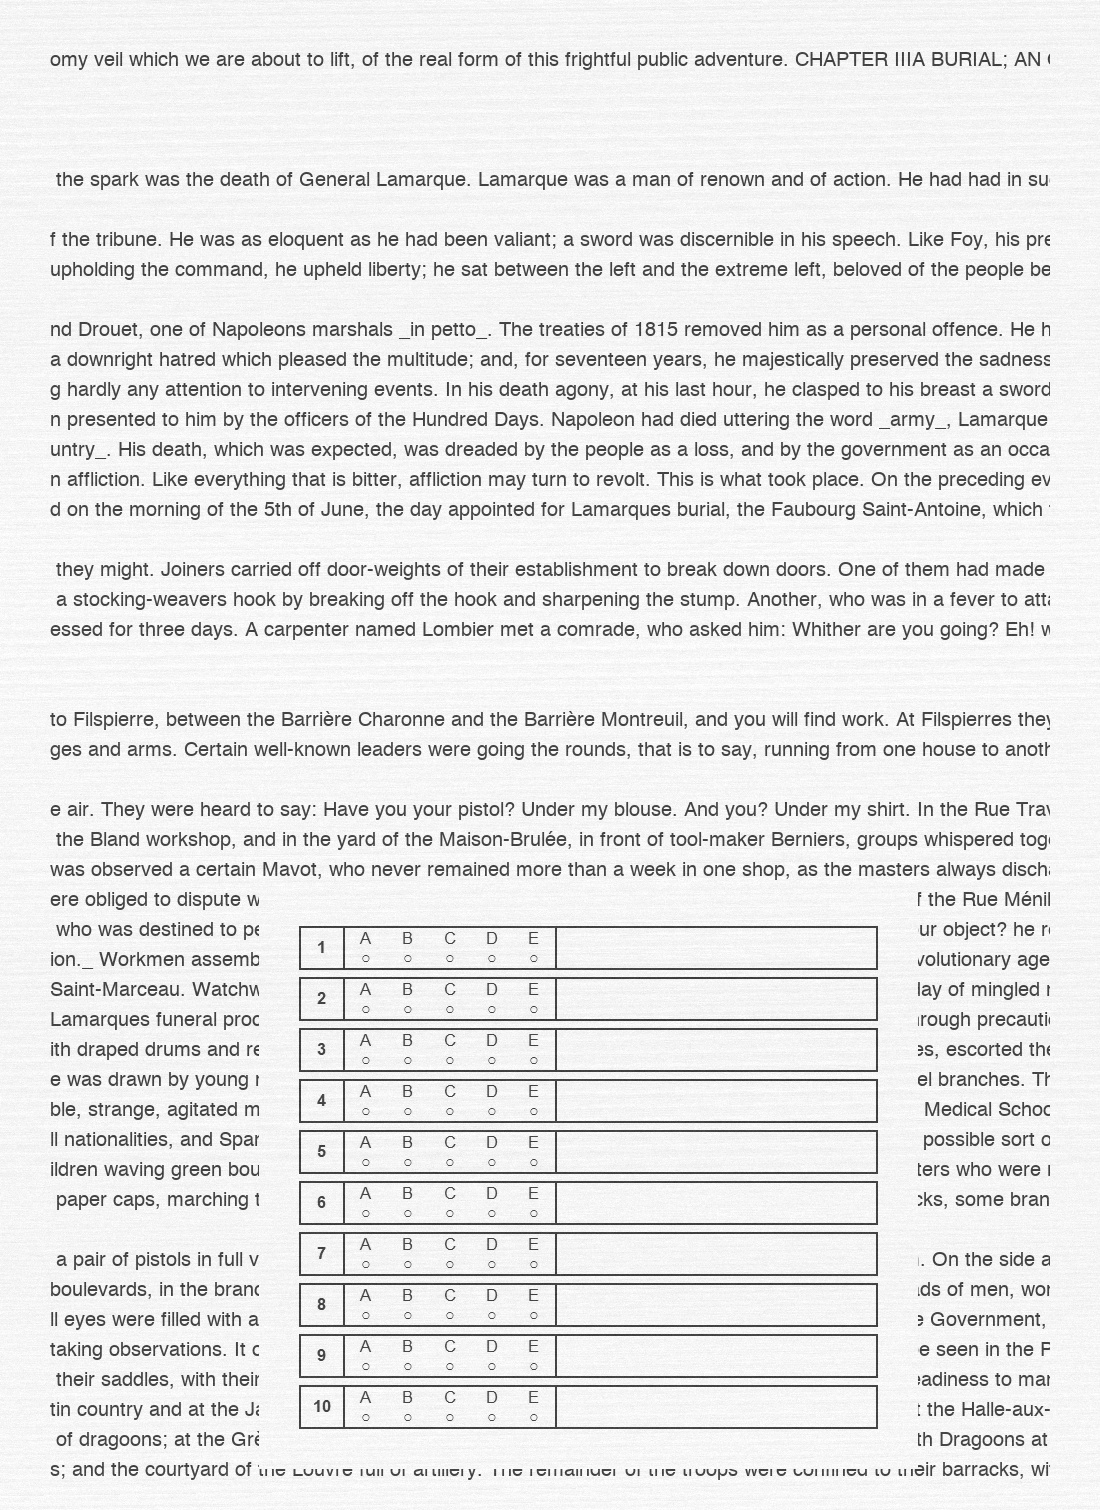 omy veil which we are about to lift, of the real form of this frightful public adventure. CHAPTER IIIA BURIAL; AN
the spark was the death of General Lamarque. Lamarque was a man of renown and of action. He had had in su
f the tribune. He was as eloquent as he had been valiant; a sword was discernible in his speech. Like Foy, his pre
upholding the command, he upheld liberty; he sat between the left and the extreme left, beloved of the people be
nd Drouet, one of Napoleons marshals _in petto_. The treaties of 1815 removed him as a personal offence. He h
a downright hatred which pleased the multitude; and, for seventeen years, he majestically preserved the sadness
g hardly any attention to intervening events. In his death agony, at his last hour, he clasped to his breast a sword
n presented to him by the officers of the Hundred Days. Napoleon had died uttering the word _army_, Lamarque
untry_. His death, which was expected, was dreaded by the people as a loss, and by the government as an occa
n affliction. Like everything that is bitter, affliction may turn to revolt. This is what took place. On the preceding ev
d on the morning of the 5th of June, the day appointed for Lamarques burial, the Faubourg Saint-Antoine, which
they might. Joiners carried off door-weights of their establishment to break down doors. One of them had made
a stocking-weavers hook by breaking off the hook and sharpening the stump. Another, who was in a fever to atta
essed for three days. A carpenter named Lombier met a comrade, who asked him: Whither are you going? Eh! w
to Filspierre, between the Barrière Charonne and the Barrière Montreuil, and you will find work. At Filspierres they
ges and arms. Certain well-known leaders were going the rounds, that is to say, running from one house to anoth
e air. They were heard to say: Have you your pistol? Under my blouse. And you? Under my shirt. In the Rue Trav
the Bland workshop, and in the yard of the Maison-Brulée, in front of tool-maker Berniers, groups whispered tog
was observed a certain Mavot, who never remained more than a week in one shop, as the masters always disch
ere obliged to dispute w f the Rue Ménil
who was destined to pe ur object? he r
1 A B C D E
ion._ Workmen assemb volutionary age
Saint-Marceau. Watchw lay of mingled
2 A B C D E
Lamarques funeral proc rough precauti
ith draped drums and re es, escorted the
3 A B C D E
e was drawn by young el branches. Th
4 A B C D E
ble, strange, agitated m Medical Schoo
ll nationalities, and Span possible sort o
5 A B C D E
ildren waving green bou ters who were
paper caps, marching t cks, some bran
6 A B C D E
a pair of pistols in full v . On the side a
7 A B C D E
boulevards, in the branc ads of men, wor
8 A B C D E
ll eyes were filled with a e Government,
taking observations. It c e seen in the
9 A B C D E
their saddles, with their eadiness to mar
tin country and at the Ja t the Halle-aux-
10 A B C D E
of dragoons; at the Grè th Dragoons at
s; and the courtyard of the Louvre full of artillery. The remainder of the troops were confined to their barracks, wi